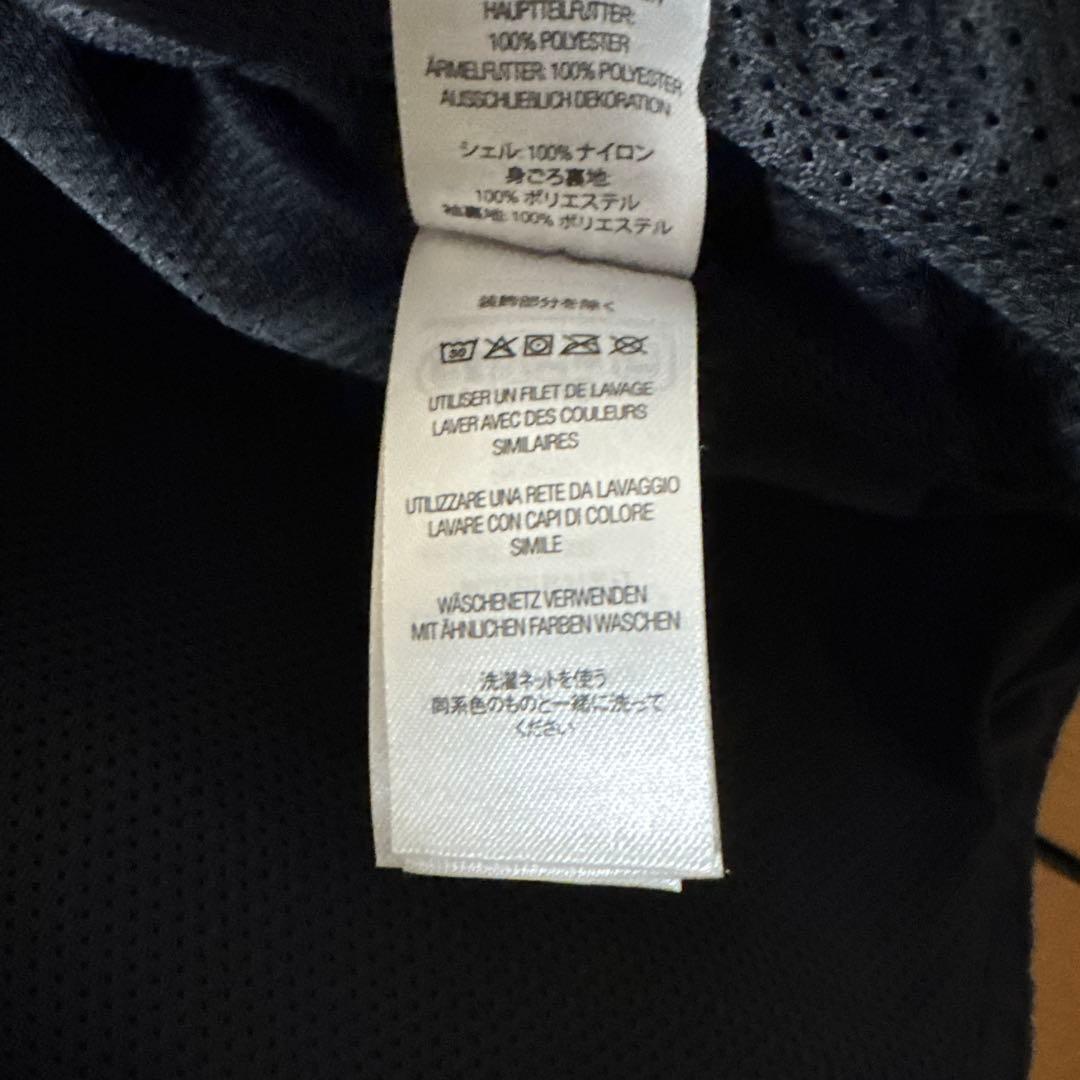 HAUPTTEILFUTTER:
100% POLYESTER
ÄRMELFUTTER: 100% POLYESTER
AUSSCHLIEBLICH DEKORATION
シェル: 100% ナイロン
身ごろ裏地:
100% ポリエステル
袖裏地: 100% ポリエステル
装飾部分を除く
30
UTILISER UN FILET DE LAVAGE
LAVER AVEC DES COULEURS
SIMILAIRES
UTILIZZARE UNA RETE DA LAVAGGIO
LAVARE CON CAPI DI COLORE
SIMILE
WÄSCHENETZ VERWENDEN
MIT ÄHNLICHEN FARBEN WASCHEN
洗濯ネットを使う
同系色のものと一緒に洗って
ください